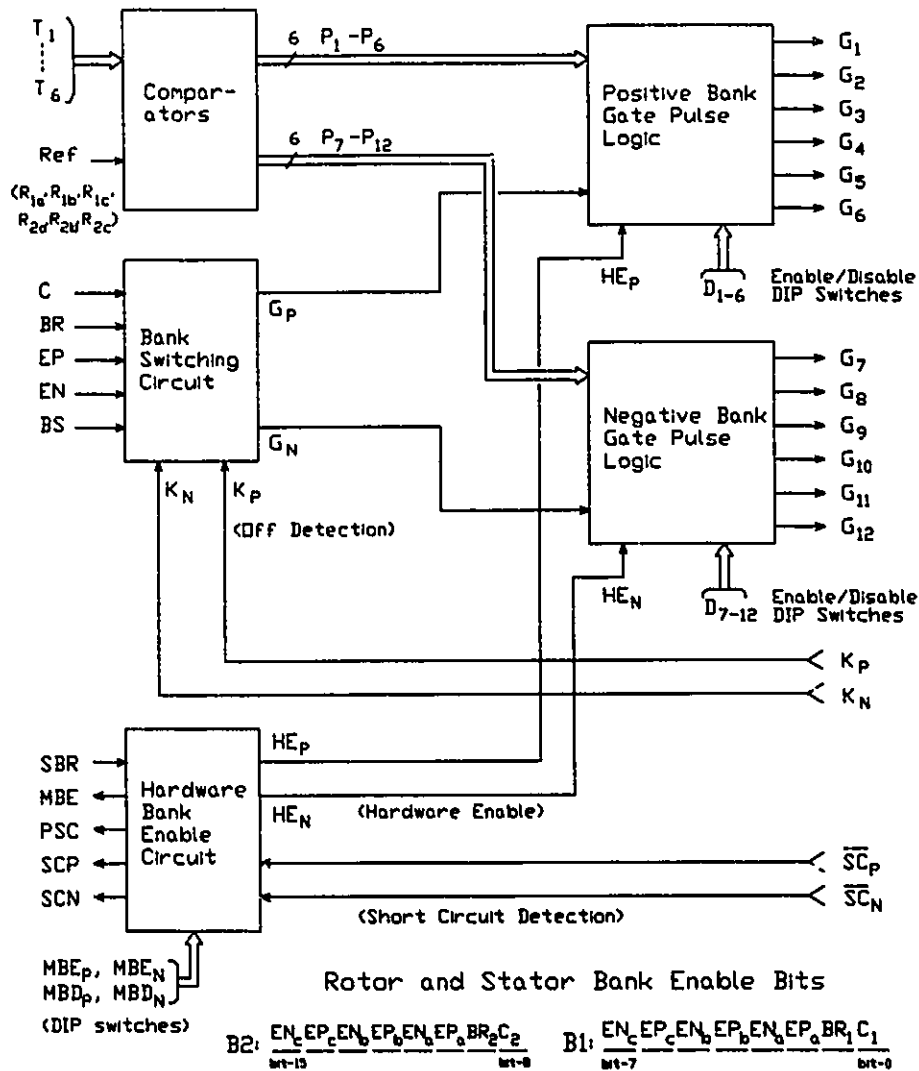 T1
T6
Ref
(R1a, R1b, R1c,
R2a, R2b, R2c)
Compar-
ators
6 P1-P6
6 P7-P12
Positive Bank
Gate Pulse
Logic
G1
G2
G3
G4
G5
G6
HEP
D1-6
Enable/Disable
DIP Switches
C
BR
EP
EN
BS
Bank
Switching
Circuit
GP
GN
KN
KP
(Off Detection)
Negative Bank
Gate Pulse
Logic
G7
G8
G9
G10
G11
G12
HEN
D7-12
Enable/Disable
DIP Switches
KP
KN
SBR
MBE
PSC
SCP
SCN
Hardware
Bank
Enable
Circuit
HEP
HEN
(Hardware Enable)
S̅C̅P
S̅C̅N
(Short Circuit Detection)
MBEP, MBEN
MBDP, MBDN
(DIP switches)
Rotor and Stator Bank Enable Bits
B2: ENc EPc ENb EPb ENa EPa BR2 C2
bit-15 bit-8
B1: ENc EPc ENb EPb ENa EPa BR1 C1
bit-7 bit-0